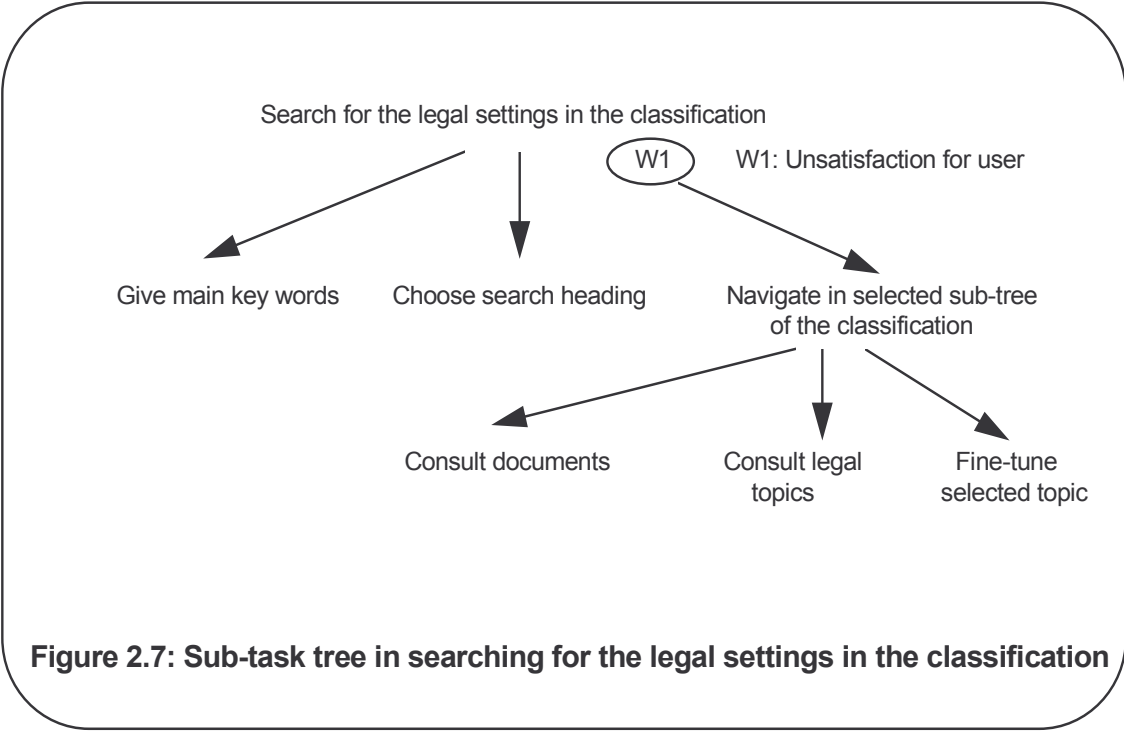 Search for the legal settings in the classification
W1
W1: Unsatisfaction for user
Give main key words
Choose search heading
Navigate in selected sub-tree
of the classification
Consult documents
Consult legal
topics
Fine-tune
selected topic
Figure 2.7: Sub-task tree in searching for the legal settings in the classification